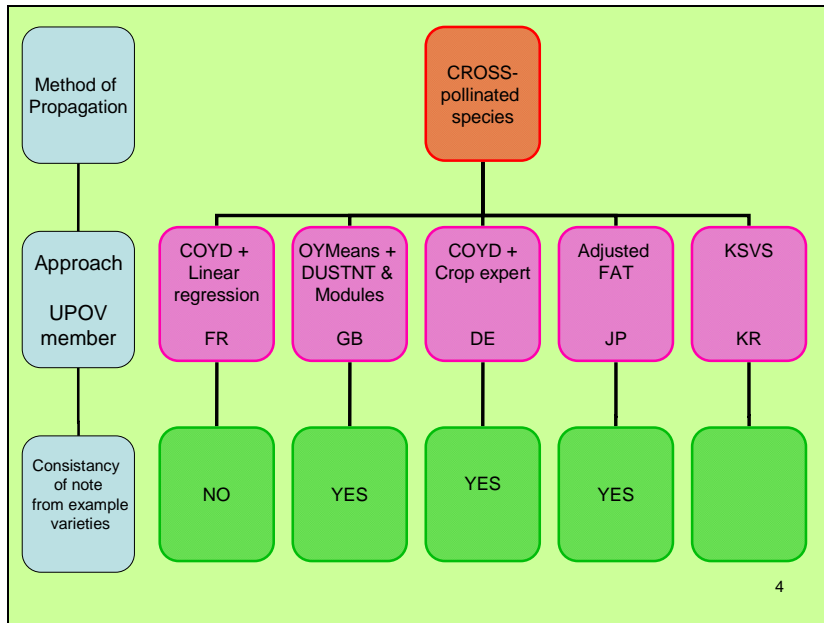 Method of
Propagation
CROSS-
pollinated
species
Approach
UPOV
member
COYD +
Linear
regression
FR
OYMeans +
DUSTNT &
Modules
GB
COYD +
Crop expert
DE
Adjusted
FAT
JP
KSVS
KR
Consistancy
of note
from example
varieties
NO
YES
YES
YES
4